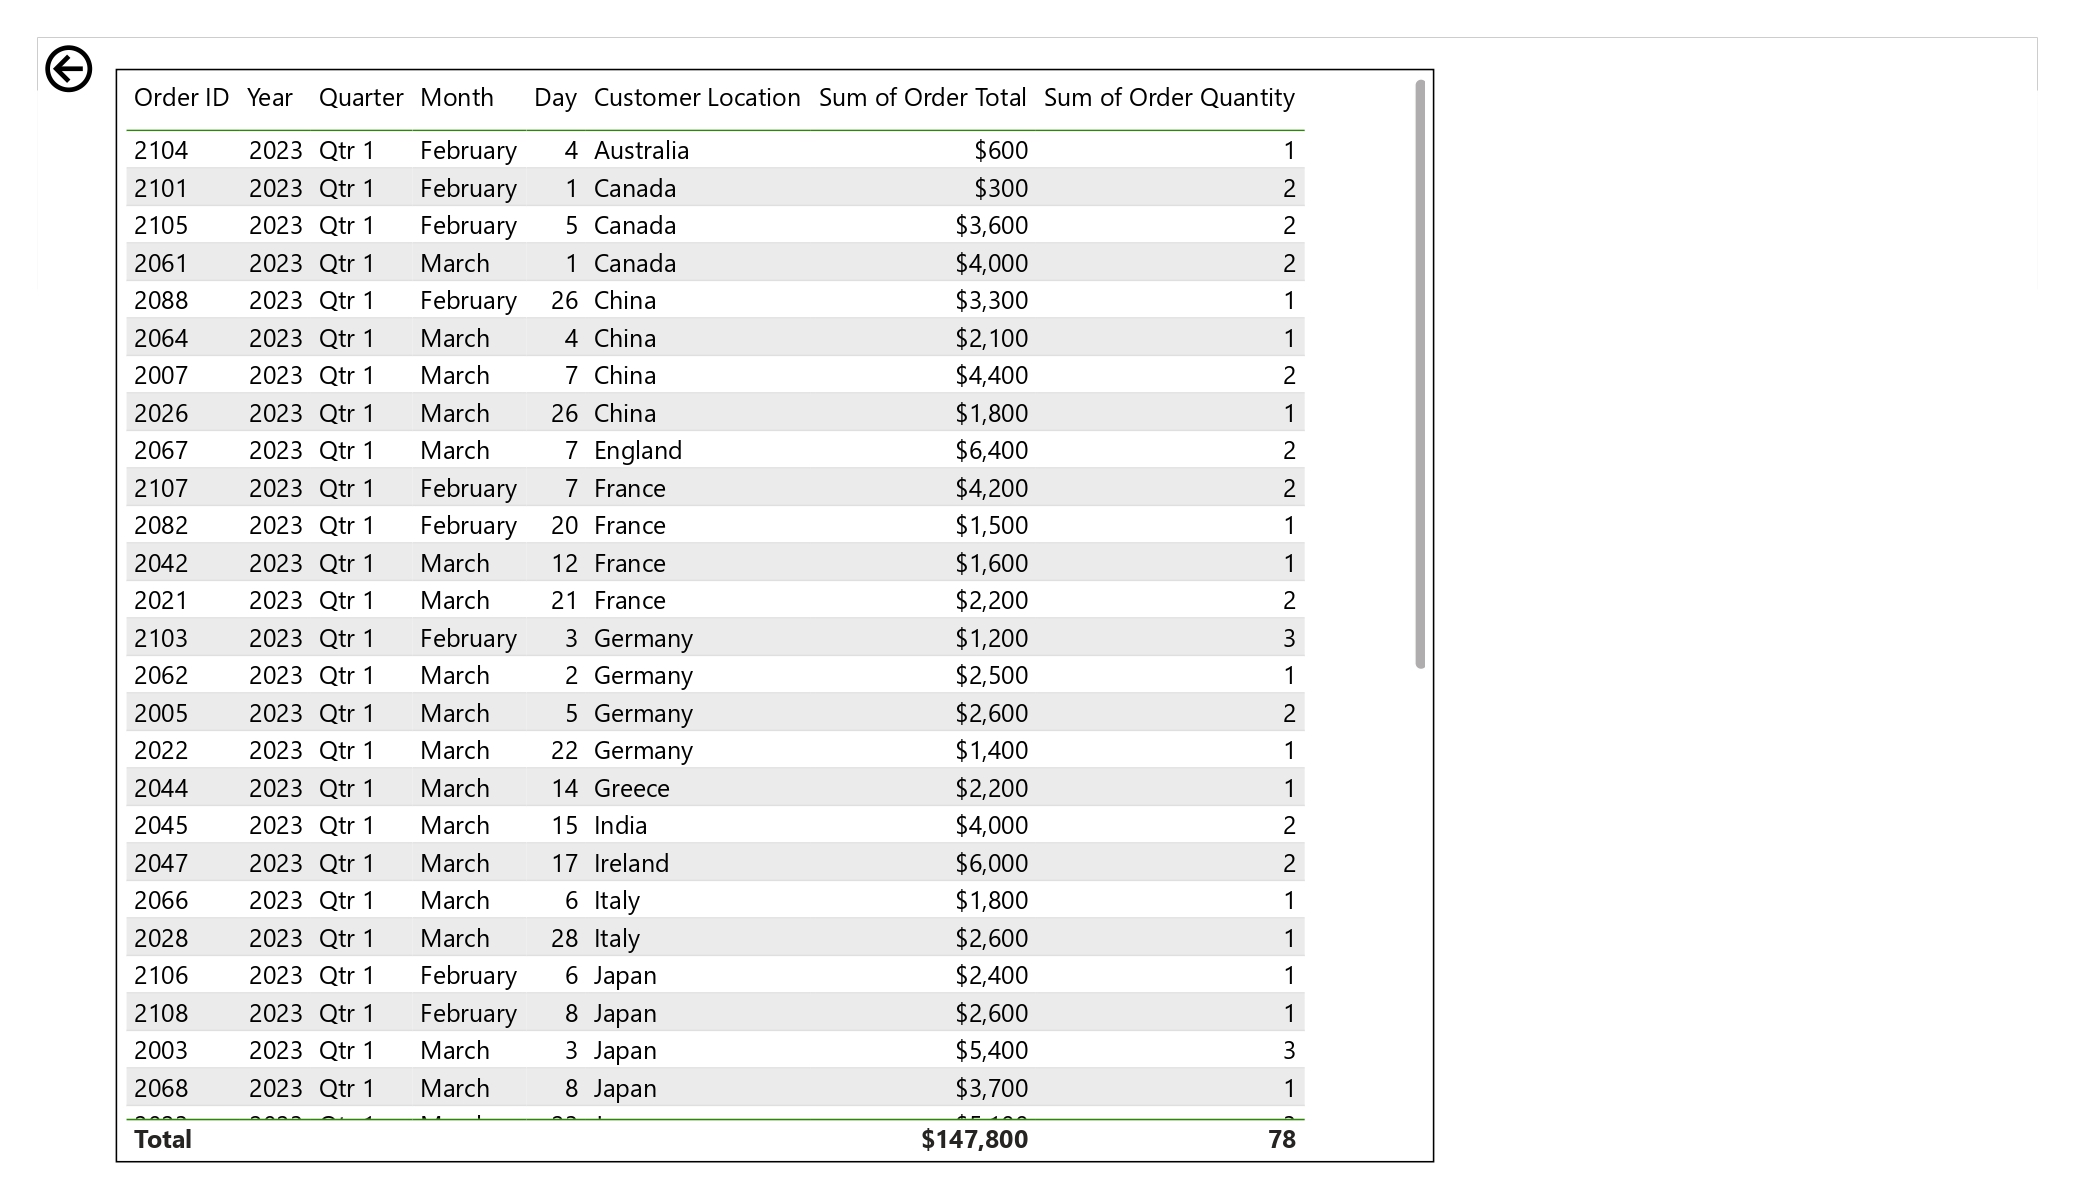 Order ID Year Quarter Month Day Customer Location Sum of Order Total Sum of Order Quantity
2104 2023 Qtr 1 February 4 Australia $600 1
2101 2023 Qtr 1 February 1 Canada $300 2
2105 2023 Qtr 1 February 5 Canada $3,600 2
2061 2023 Qtr 1 March 1 Canada $4,000 2
2088 2023 Qtr 1 February 26 China $3,300 1
2064 2023 Qtr 1 March 4 China $2,100 1
2007 2023 Qtr 1 March 7 China $4,400 2
2026 2023 Qtr 1 March 26 China $1,800 1
2067 2023 Qtr 1 March 7 England $6,400 2
2107 2023 Qtr 1 February 7 France $4,200 2
2082 2023 Qtr 1 February 20 France $1,500 1
2042 2023 Qtr 1 March 12 France $1,600 1
2021 2023 Qtr 1 March 21 France $2,200 2
2103 2023 Qtr 1 February 3 Germany $1,200 3
2062 2023 Qtr 1 March 2 Germany $2,500 1
2005 2023 Qtr 1 March 5 Germany $2,600 2
2022 2023 Qtr 1 March 22 Germany $1,400 1
2044 2023 Qtr 1 March 14 Greece $2,200 1
2045 2023 Qtr 1 March 15 India $4,000 2
2047 2023 Qtr 1 March 17 Ireland $6,000 2
2066 2023 Qtr 1 March 6 Italy $1,800 1
2028 2023 Qtr 1 March 28 Italy $2,600 1
2106 2023 Qtr 1 February 6 Japan $2,400 1
2108 2023 Qtr 1 February 8 Japan $2,600 1
2003 2023 Qtr 1 March 3 Japan $5,400 3
2068 2023 Qtr 1 March 8 Japan $3,700 1
Total $147,800 78